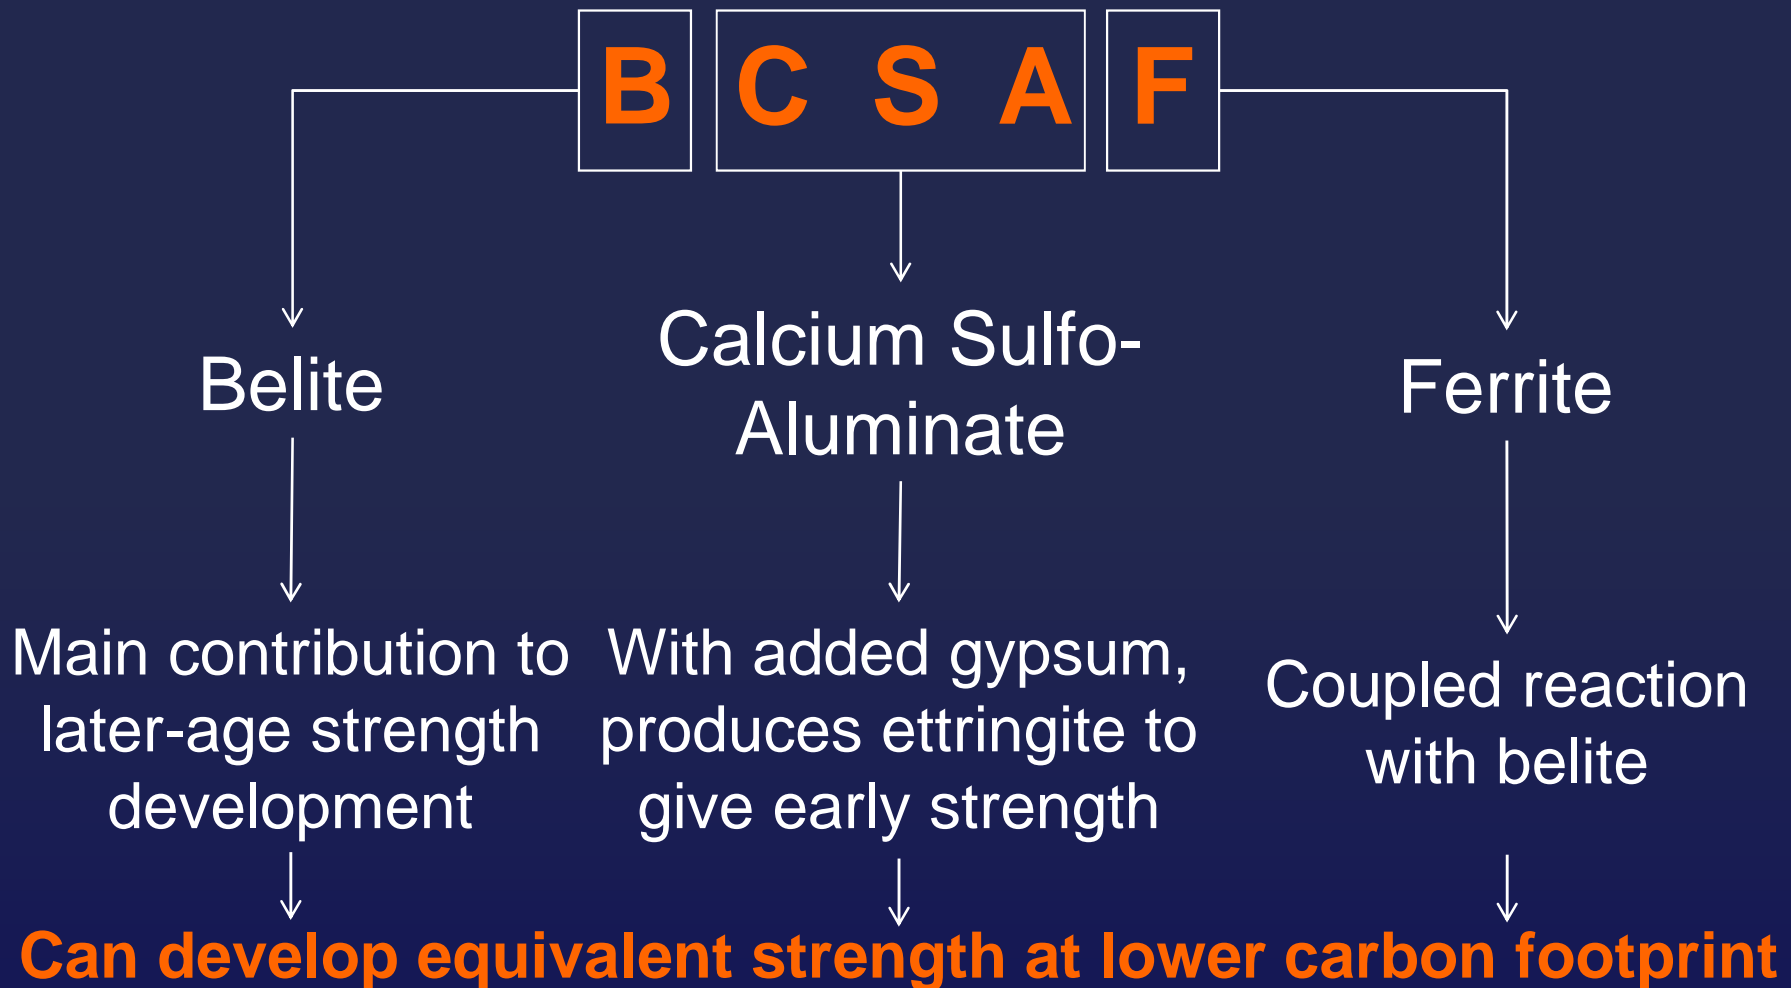 B C S A F
Belite
Calcium Sulfo-
Aluminate
Ferrite
Main contribution to
later-age strength
development
With added gypsum,
produces ettringite to
give early strength
Coupled reaction
with belite
Can develop equivalent strength at lower carbon footprint